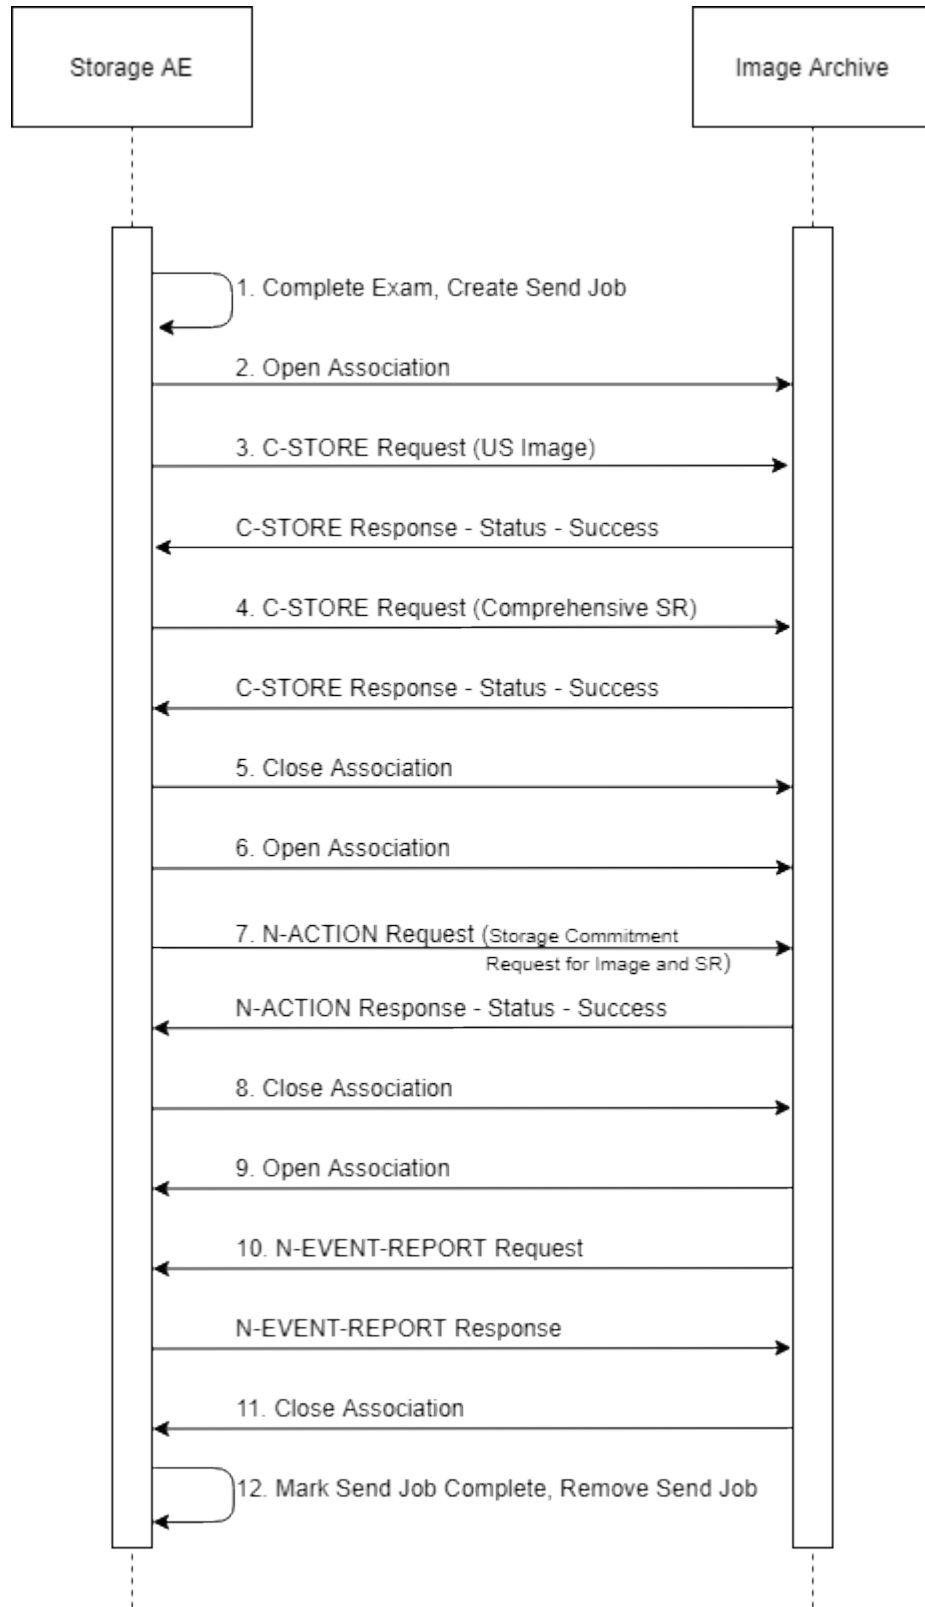 Storage AE
Image Archive
1. Complete Exam, Create Send Job
2. Open Association
3. C-STORE Request (US Image)
C-STORE Response - Status - Success
4. C-STORE Request (Comprehensive SR)
C-STORE Response - Status - Success
5. Close Association
6. Open Association
7. N-ACTION Request (Storage Commitment
Request for Image and SR)
N-ACTION Response - Status - Success
8. Close Association
9. Open Association
10. N-EVENT-REPORT Request
N-EVENT-REPORT Response
11. Close Association
12. Mark Send Job Complete, Remove Send Job